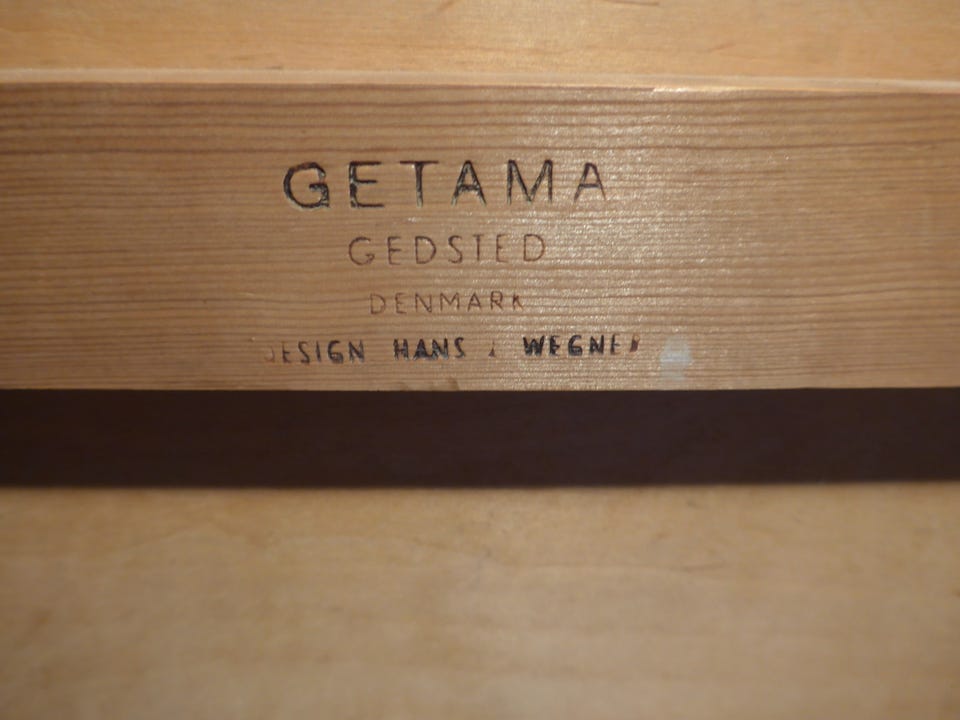 GETAMA
GEDSTED
DENMARK
DESIGN HANS J WEGNER